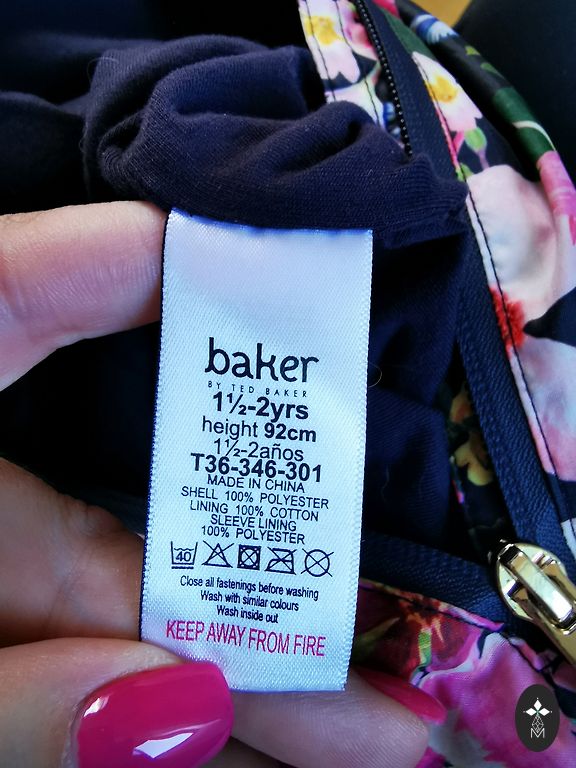 baker
BY TED BAKER
1½-2yrs
height 92cm
1½-2años
T36-346-301
MADE IN CHINA
SHELL 100% POLYESTER
LINING 100% COTTON
SLEEVE LINING
100% POLYESTER
40
Close all fastenings before washing
Wash with similar colours
Wash inside out
KEEP AWAY FROM FIRE
M